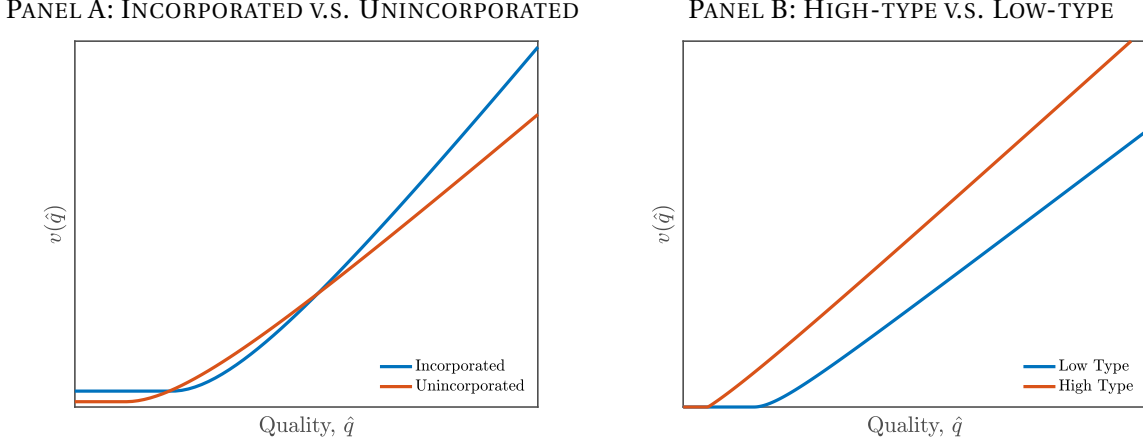 PANEL A: INCORPORATED V.S. UNINCORPORATED
v(q̂)
Incorporated
Unincorporated
Quality, q̂
PANEL B: HIGH-TYPE V.S. LOW-TYPE
v(q̂)
Low Type
High Type
Quality, q̂